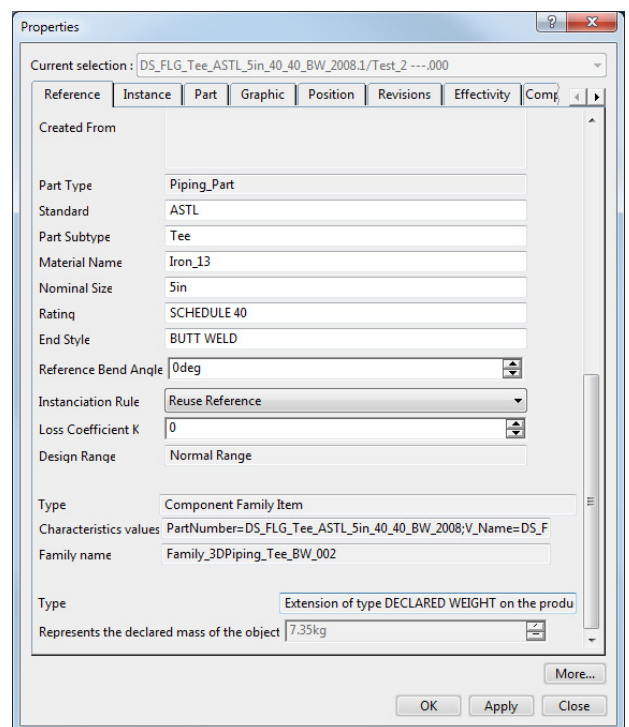 Properties
?
X
Current selection : DS_FLG_Tee_ASTL_5in_40_40_BW_2008.1/Test_2 ---.000
Reference Instance Part Graphic Position Revisions Effectivity Comp
Created From
Part Type Piping_Part
Standard ASTL
Part Subtype Tee
Material Name Iron_13
Nominal Size 5in
Rating SCHEDULE 40
End Style BUTT WELD
Reference Bend Angle 0deg
Instanciation Rule Reuse Reference
Loss Coefficient K 0
Design Range Normal Range
Type Component Family Item
Characteristics values PartNumber=DS_FLG_Tee_ASTL_5in_40_40_BW_2008;V_Name=DS_F
Family name Family_3DPiping_Tee_BW_002
Type Extension of type DECLARED WEIGHT on the produ
Represents the declared mass of the object 7.35kg
More...
OK Apply Close